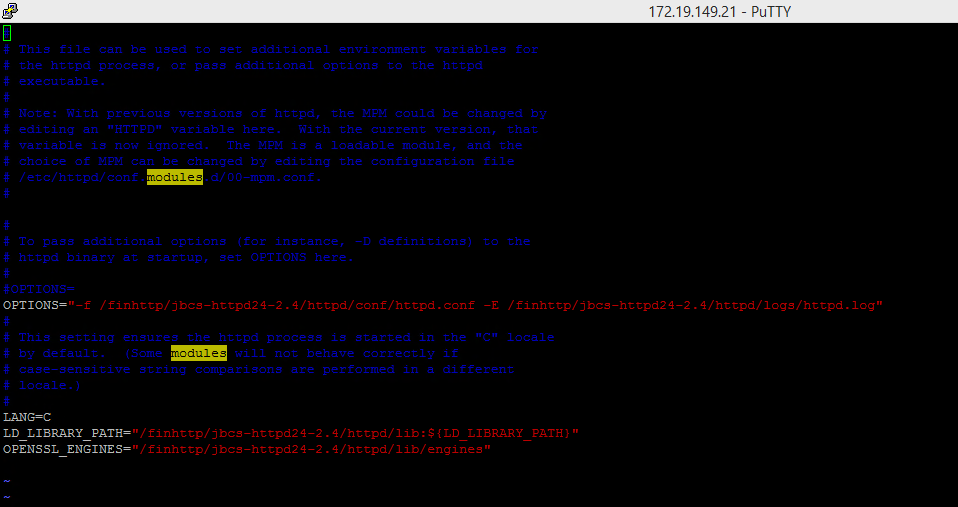 172.19.149.21 - PuTTY
#
# This file can be used to set additional environment variables for
# the httpd process, or pass additional options to the httpd
# executable.
#
# Note: With previous versions of httpd, the MPM could be changed by
# editing an "HTTPD" variable here.  With the current version, that
# variable is now ignored.  The MPM is a loadable module, and the
# choice of MPM can be changed by editing the configuration file
# /etc/httpd/conf.modules.d/00-mpm.conf.
#
#
# To pass additional options (for instance, -D definitions) to the
# httpd binary at startup, set OPTIONS here.
#
#OPTIONS=
OPTIONS="-f /finhttp/jbcs-httpd24-2.4/httpd/conf/httpd.conf -E /finhttp/jbcs-httpd24-2.4/httpd/logs/httpd.log"
#
# This setting ensures the httpd process is started in the "C" locale
# by default.  (Some modules will not behave correctly if
# case-sensitive string comparisons are performed in a different
# locale.)
#
LANG=C
LD_LIBRARY_PATH="/finhttp/jbcs-httpd24-2.4/httpd/lib:${LD_LIBRARY_PATH}"
OPENSSL_ENGINES="/finhttp/jbcs-httpd24-2.4/httpd/lib/engines"
~
~